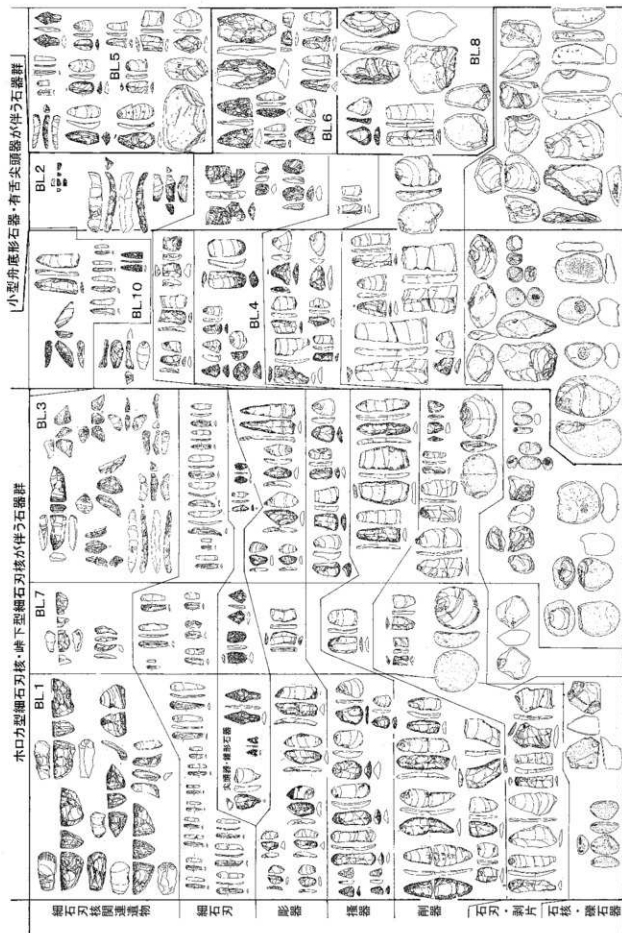 ホロカ型細石刃核・峠下型細石刃核が伴う石器群
小型舟底形石器・有舌尖頭器が伴う石器群
BL.1
BL.7
BL.3
BL.10
BL.2
BL.5
BL.4
BL.6
BL.8
細石刃核関連遺物
細石刃
尖頭器・錐形石器
彫器
掻器
削器
石刃・剥片
石核・礫石器